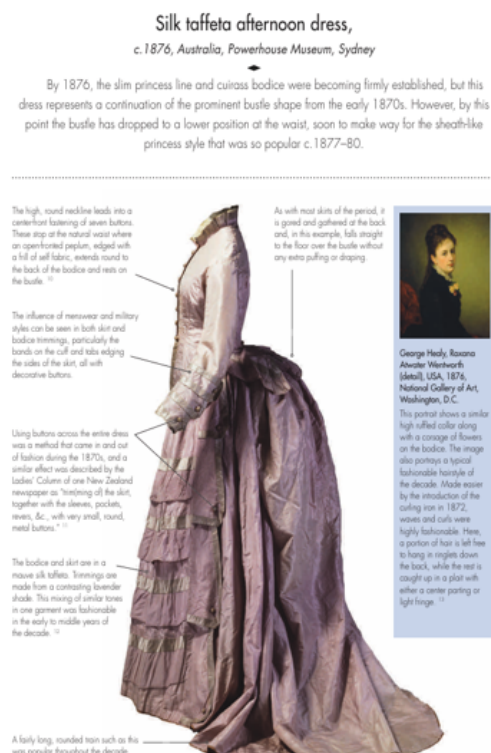 Silk taffeta afternoon dress,
c.1876, Australia, Powerhouse Museum, Sydney
By 1876, the slim princess line and cuirass bodice were becoming firmly established, but this
dress represents a continuation of the prominent bustle shape from the early 1870s. However, by this
point the bustle has dropped to a lower position at the waist, soon to make way for the sheath-like
princess style that was so popular c.1877–80.
The high, round neckline leads into a
center-front fastening of seven buttons.
These stop at the natural waist where
an open-fronted peplum, edged with
a frill of self fabric, extends round to
the back of the bodice and rests on
the bustle. 10
The influence of menswear and military
styles can be seen in both skirt and
bodice trimmings, particularly the
bands on the cuff and tabs edging
the sides of the skirt, all with
decorative buttons.
Using buttons across the entire dress
was a method that came in and out
of fashion during the 1870s, and a
similar effect was described by the
Ladies' Column of one New Zealand
newspaper as "trim(ming of) the skirt,
together with the sleeves, pockets,
revers, &c., with very small, round,
metal buttons." 11
The bodice and skirt are in a
mauve silk taffeta. Trimmings are
made from a contrasting lavender
shade. This mixing of similar tones
in one garment was fashionable
in the early to middle years of
the decade. 12
A fairly long, rounded train such as this
was popular throughout the decade
As with most skirts of the period, it
is gored and gathered at the back
and, in this example, falls straight
to the floor over the bustle without
any extra puffing or draping.
George Healy, Roxana
Atwater Wentworth
(detail), USA, 1876,
National Gallery of Art,
Washington, D.C.
This portrait shows a similar
high ruffled collar along
with a corsage of flowers
on the bodice. The image
also portrays a typical
fashionable hairstyle of
the decade. Made easier
by the introduction of the
curling iron in 1872,
waves and curls were
highly fashionable. Here,
a portion of hair is left free
to hang in ringlets down
the back, while the rest is
caught up in a plait with
either a center parting or
light fringe. 13